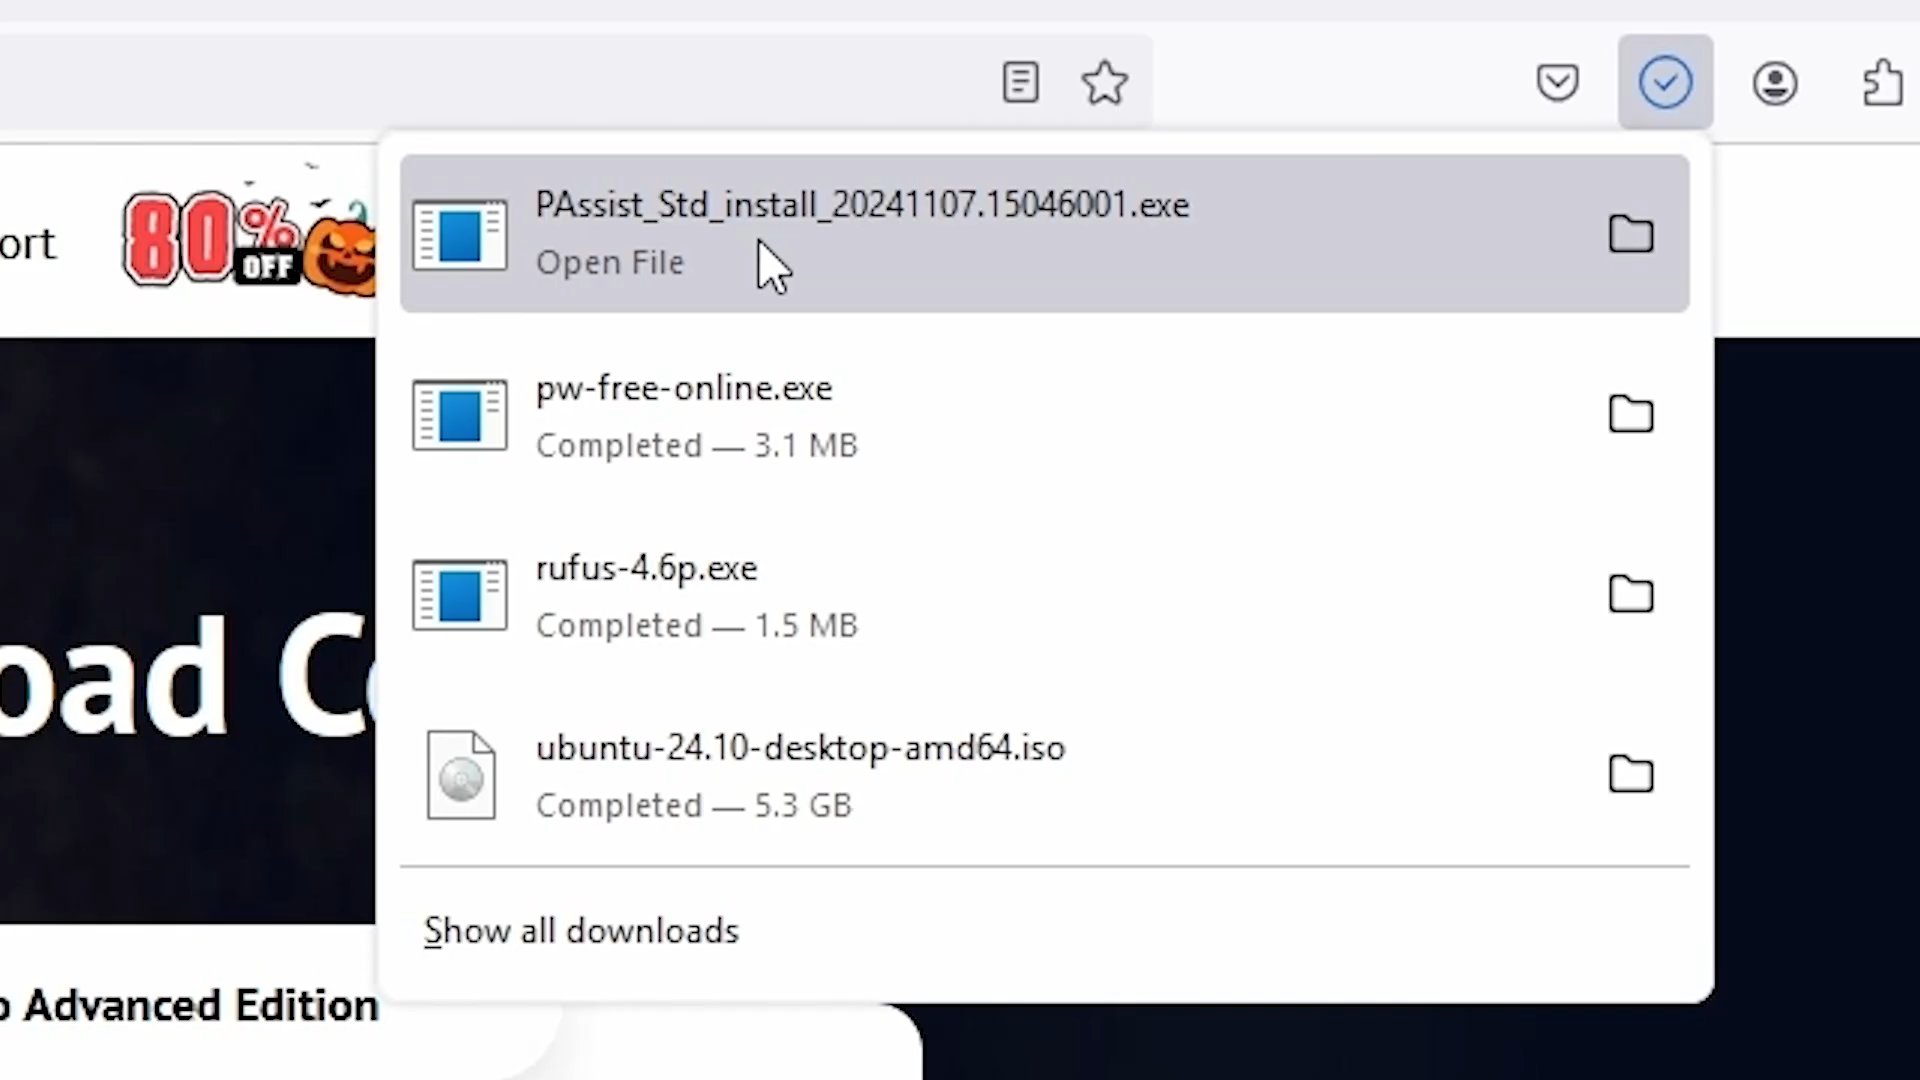 ort
80%
OFF
PAssist_Std_install_20241107.15046001.exe
Open File
pw-free-online.exe
Completed — 3.1 MB
rufus-4.6p.exe
Completed — 1.5 MB
ubuntu-24.10-desktop-amd64.iso
Completed — 5.3 GB
Show all downloads
oad C
o Advanced Edition